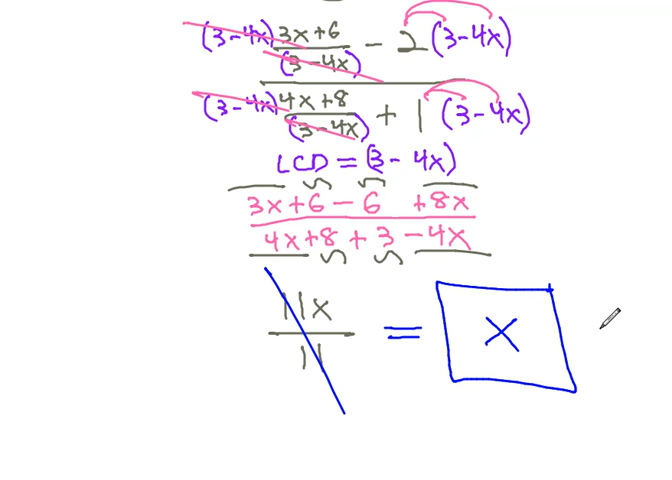 (3-4x) 3x+6 - 2 (3-4x)
(3-4x)
(3-4x) 4x+8 + 1 (3-4x)
(3-4x)
LCD = (3-4x)
3x+6-6 +8x
4x+8+3-4x
11x = x
11